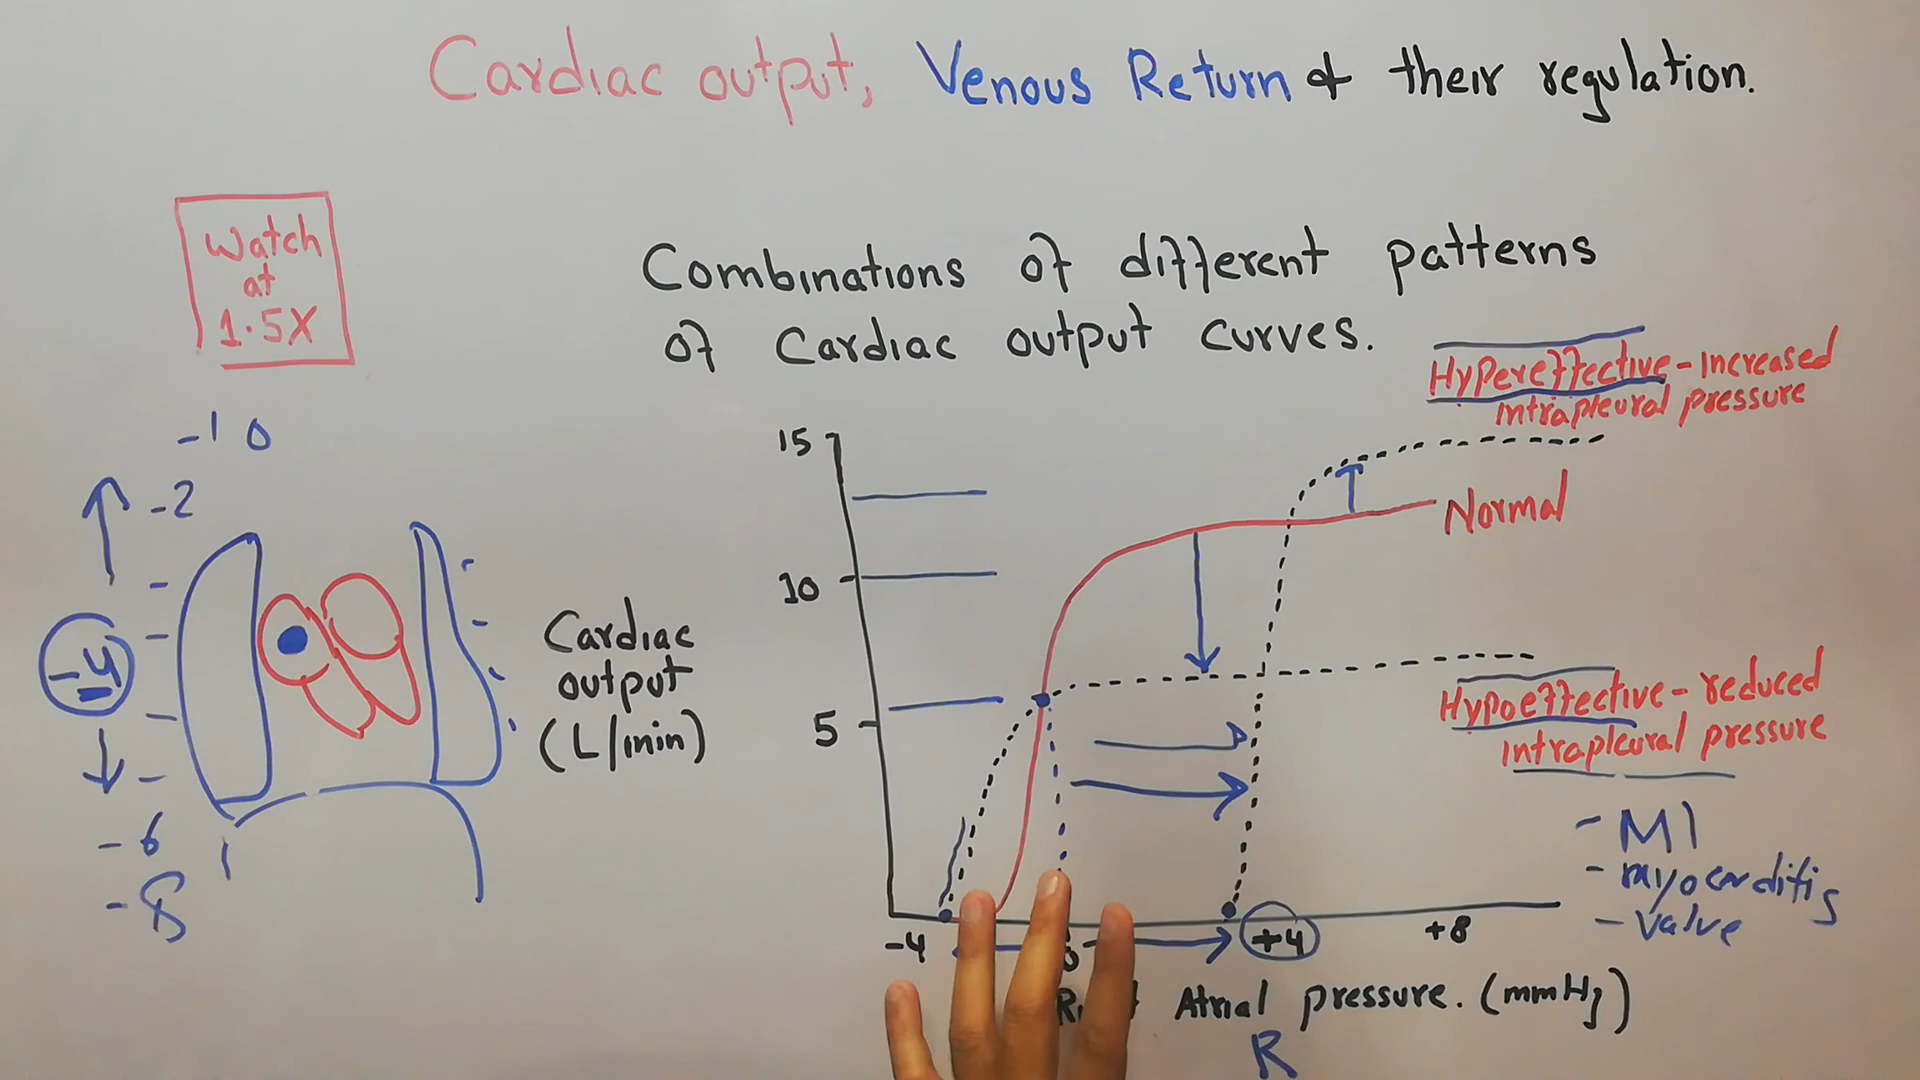 Cardiac output, Venous Return & their regulation.
Watch
at
1.5X
Combinations of different patterns
of Cardiac output curves.
Hypereffective - increased
intrapleural pressure
-1 0
-2
-4
-6
-8
Cardiac
output
(L/min)
15
10
5
Normal
Hypoeffective - reduced
intrapleural pressure
- MI
- myocarditis
- Valve
-4
0
+4
+8
Atrial pressure. (mmHg)
R